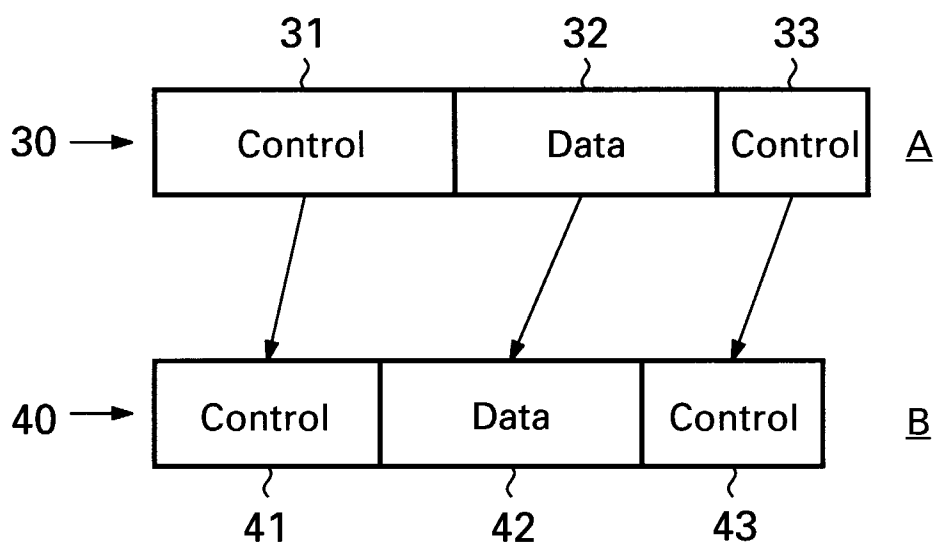 31 32 33
30 Control Data Control A
40 Control Data Control B
41 42 43